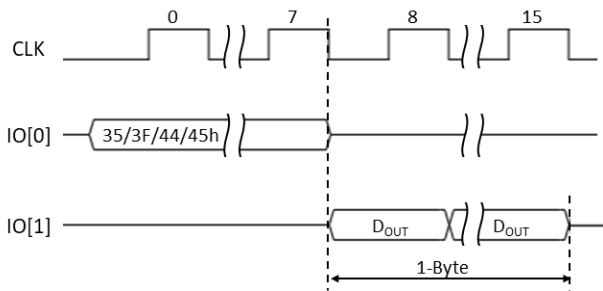 0 7 8 15
CLK
IO[0] 35/3F/44/45h
IO[1] DOUT DOUT
1-Byte